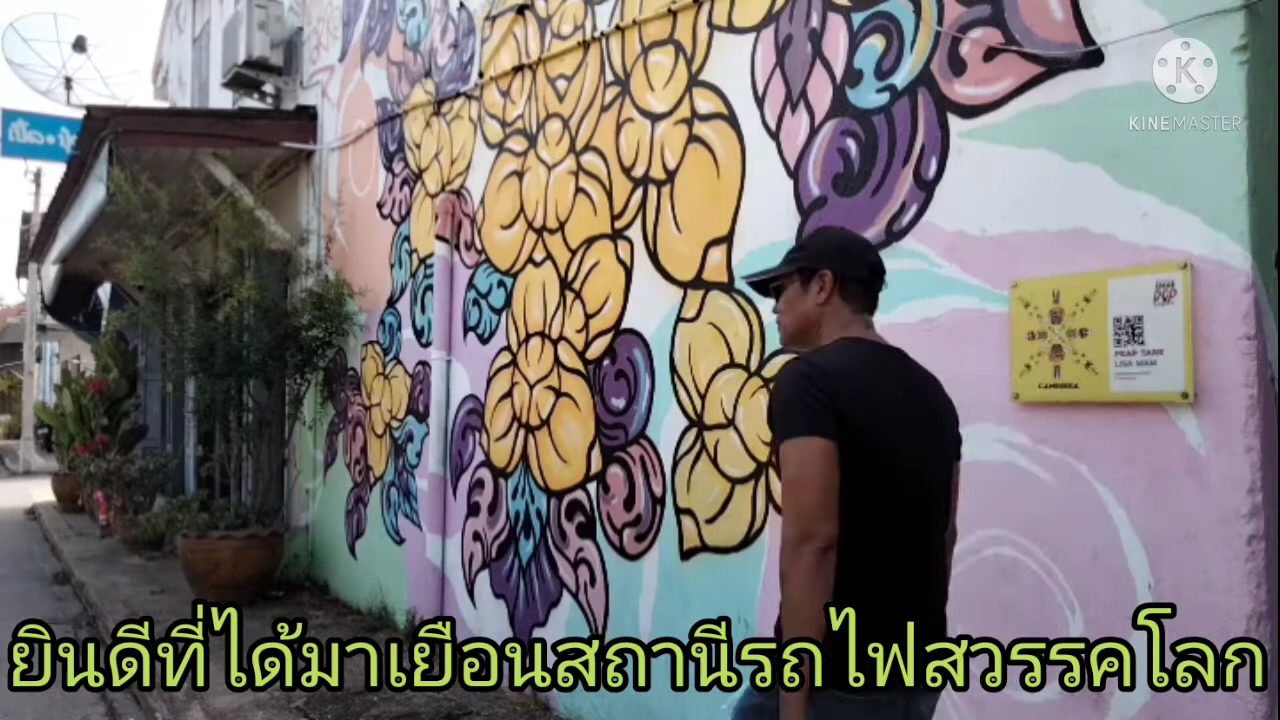 KINEMASTER
CAMBODIA
PEAP TARR
LISA MAM
ยินดีที่ได้มาเยือนสถานีรถไฟสวรรคโลก